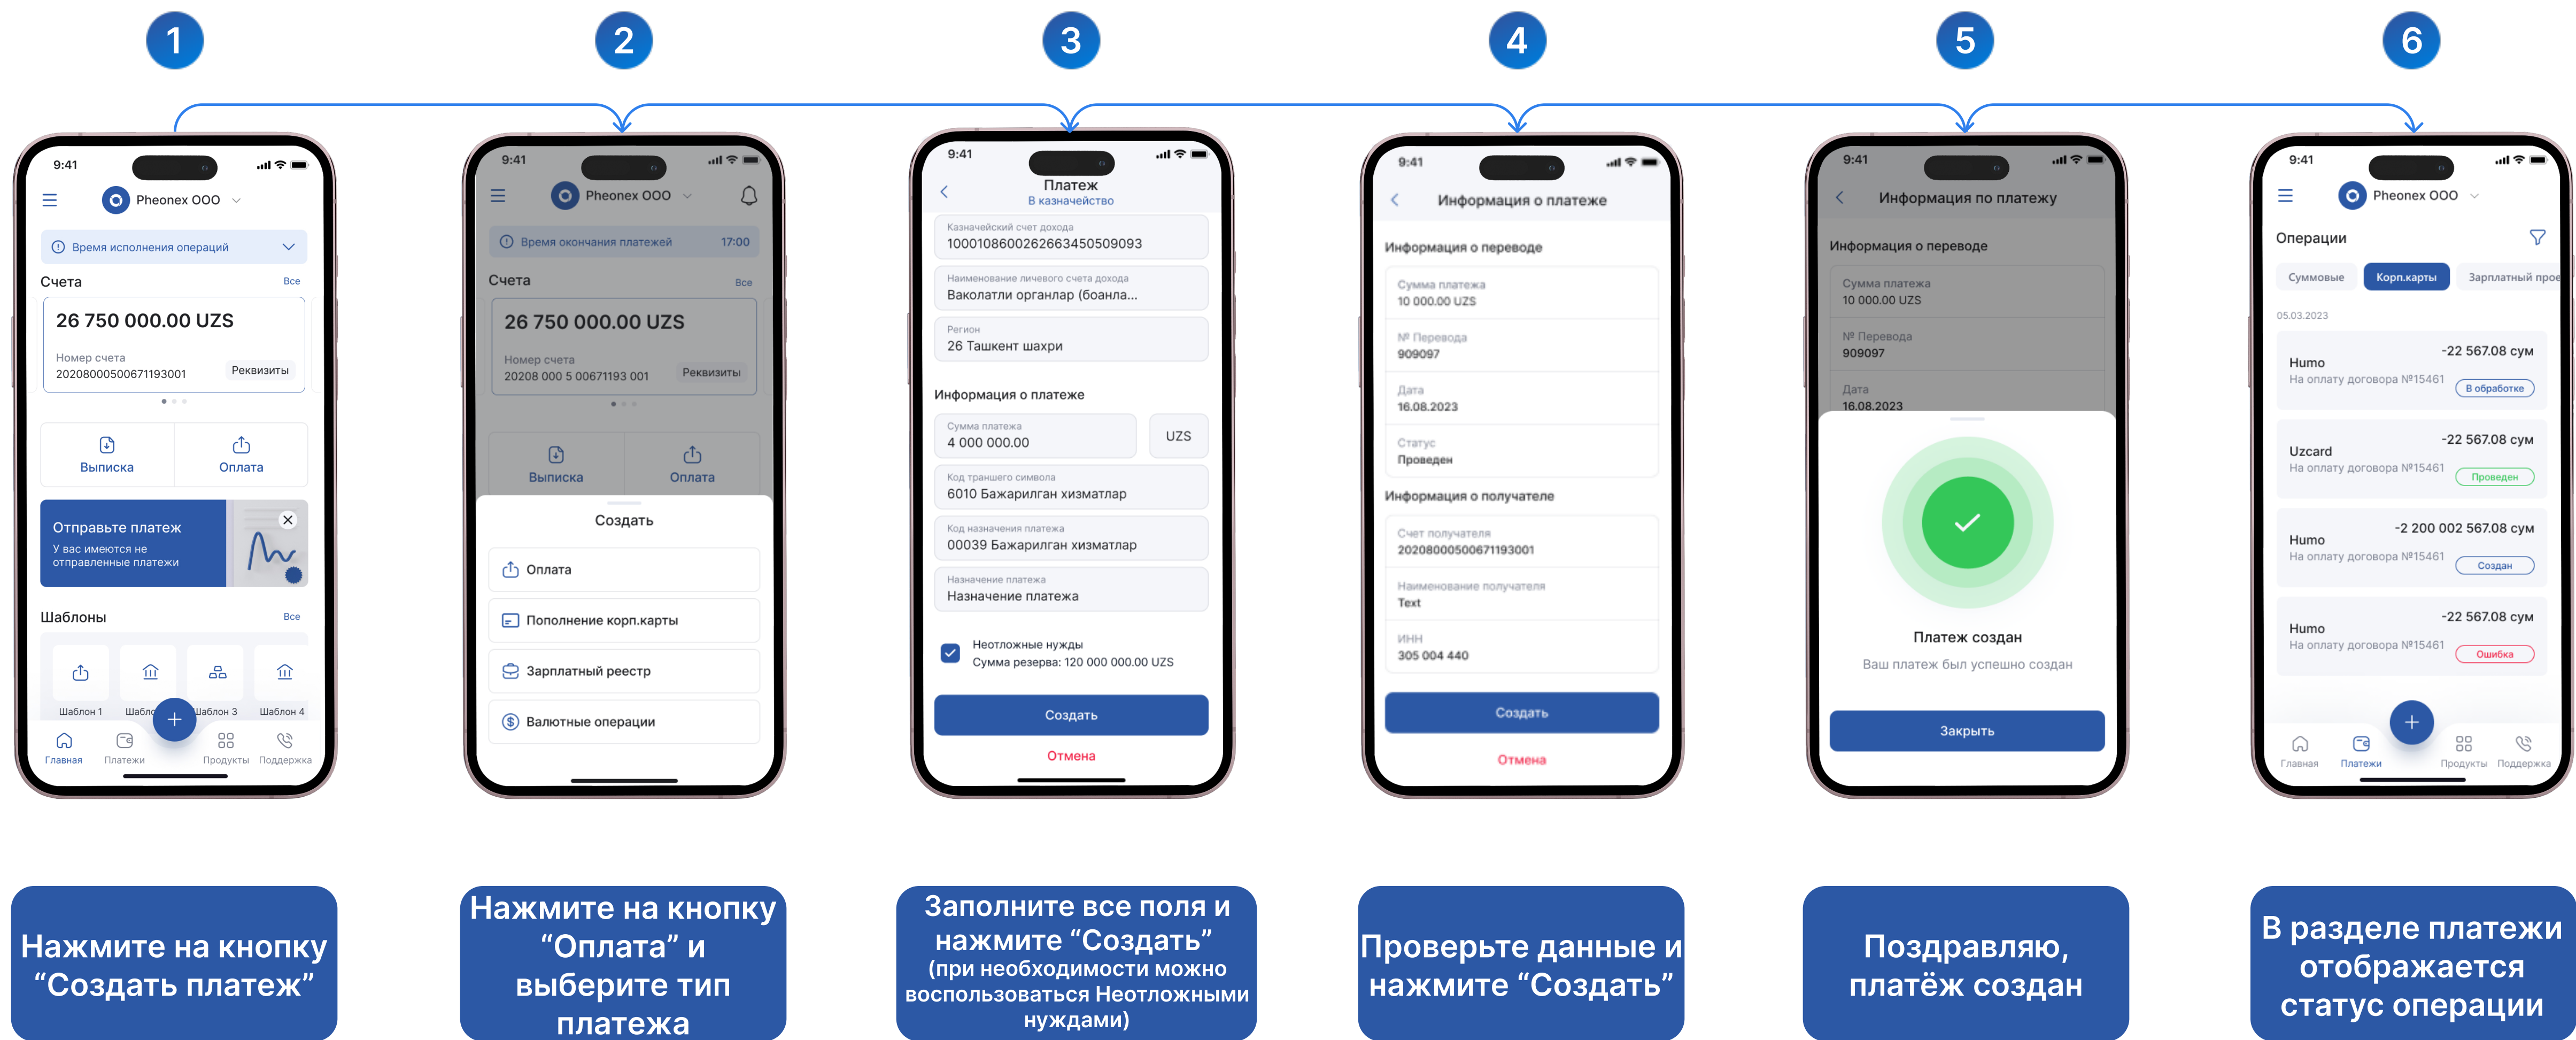 1
2
3
4
5
6
9:41
Pheonex ООО
Время исполнения операций
Счета
Все
26 750 000.00 UZS
Номер счета
20208000500671193001
Реквизиты
Выписка
Оплата
Отправьте платеж
У вас имеются не
отправленные платежи
Шаблоны
Все
Шаблон 1
Шабло
Шаблон 3
Шаблон 4
Главная
Платежи
Продукты
Поддержка
9:41
Pheonex ООО
Время окончания платежей
17:00
Счета
Все
26 750 000.00 UZS
Номер счета
20208 000 5 00671193 001
Реквизиты
Выписка
Оплата
Создать
Оплата
Пополнение корп.карты
Зарплатный реестр
Валютные операции
9:41
Платеж
В казначейство
Казначейский счет дохода
1000108600262663450509093
Наименование личевого счета дохода
Ваколатли органлар (боанла...
Регион
26 Ташкент шахри
Информация о платеже
Сумма платежа
4 000 000.00
UZS
Код траншего символа
6010 Бажарилган хизматлар
Код назначения платежа
00039 Бажарилган хизматлар
Назначение платежа
Назначение платежа
Неотложные нужды
Сумма резерва: 120 000 000.00 UZS
Создать
Отмена
9:41
Информация о платеже
Информация о переводе
Сумма платежа
10 000.00 UZS
№ Перевода
909097
Дата
16.08.2023
Статус
Проведен
Информация о получателе
Счет получателя
20208000500671193001
Наименование получателя
Text
ИНН
305 004 440
Создать
Отмена
9:41
Информация по платежу
Информация о переводе
Сумма платежа
10 000.00 UZS
№ Перевода
909097
Дата
16.08.2023
Платеж создан
Ваш платеж был успешно создан
Закрыть
9:41
Pheonex ООО
Операции
Суммовые
Корп.карты
Зарплатный прое
05.03.2023
-22 567.08 сум
Humo
На оплату договора №15461
В обработке
-22 567.08 сум
Uzcard
На оплату договора №15461
Проведен
-2 200 002 567.08 сум
Humo
На оплату договора №15461
Создан
-22 567.08 сум
Humo
На оплату договора №15461
Ошибка
Главная
Платежи
Продукты
Поддержка
Нажмите на кнопку
“Создать платеж”
Нажмите на кнопку
“Оплата” и
выберите тип
платежа
Заполните все поля и
нажмите “Создать”
(при необходимости можно
воспользоваться Неотложными
нуждами)
Проверьте данные и
нажмите “Создать”
Поздравляю,
платёж создан
В разделе платежи
отображается
статус операции